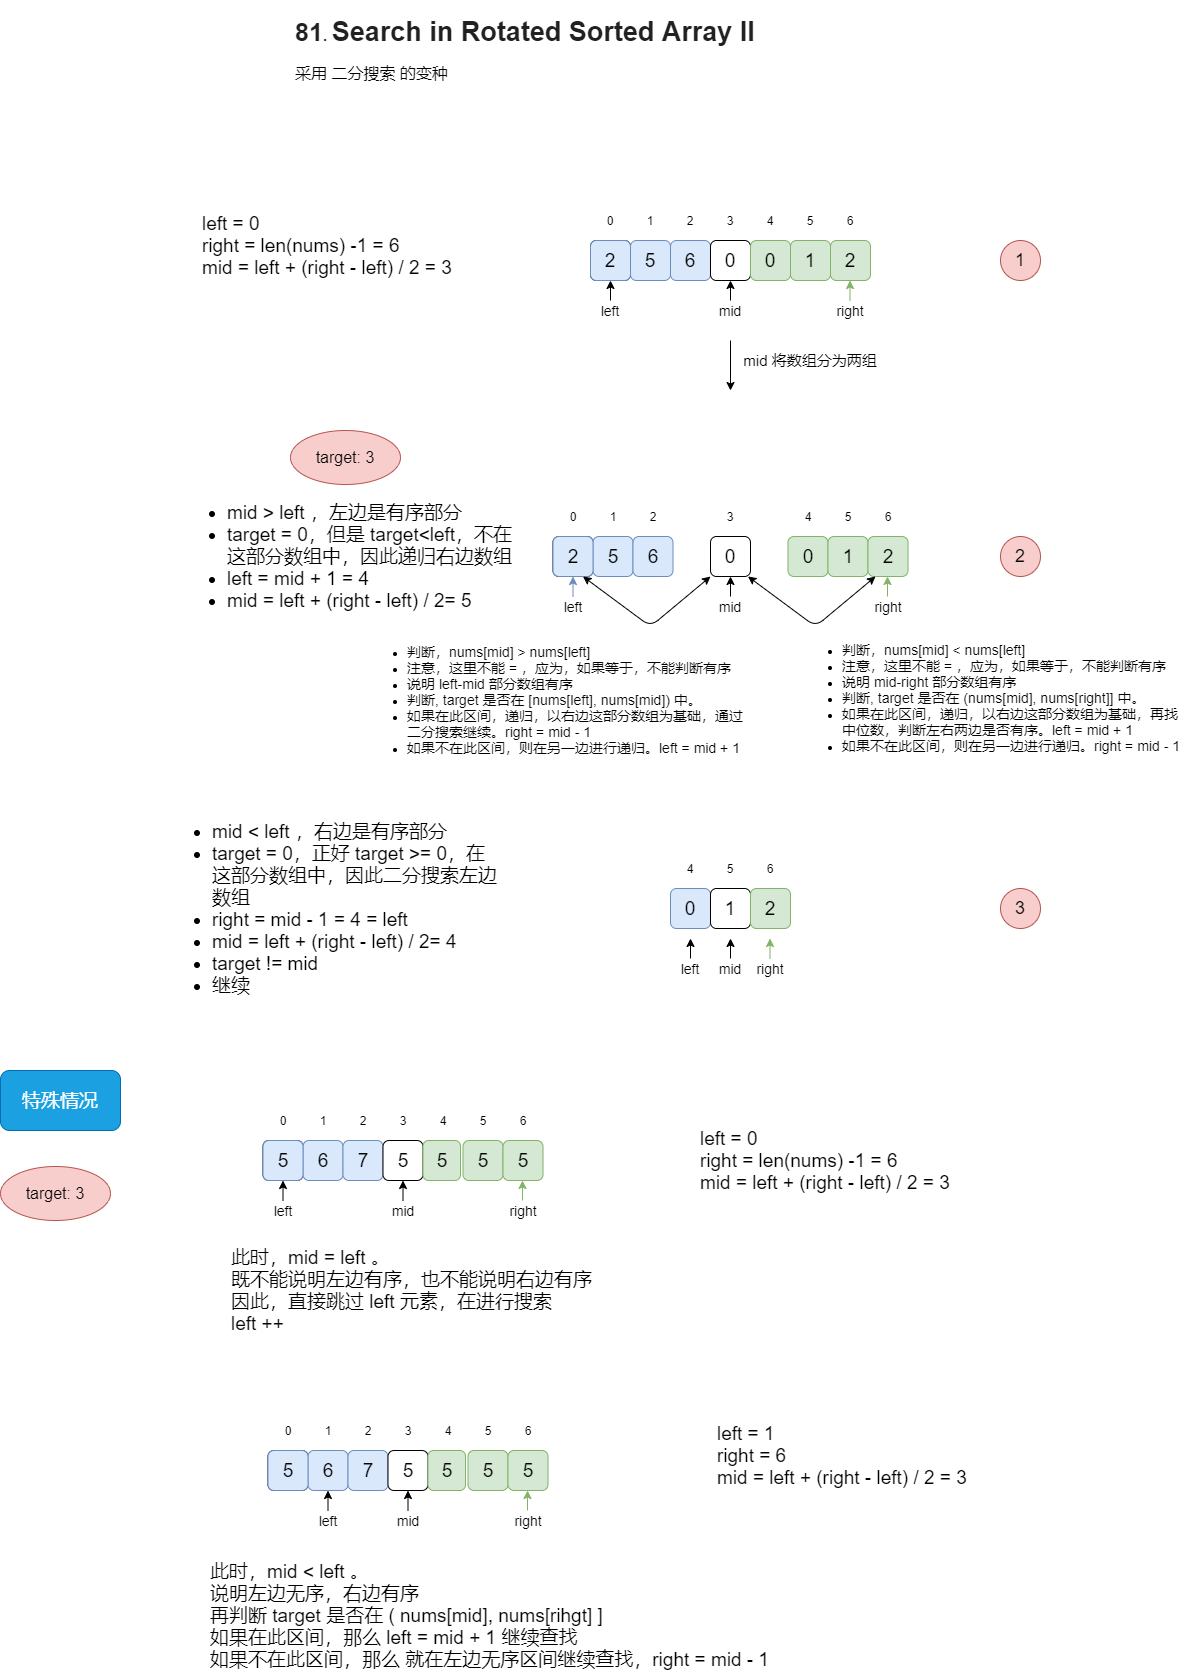 81. Search in Rotated Sorted Array II
采用 二分搜索 的变种
left = 0
right = len(nums) -1 = 6
mid = left + (right - left) / 2 = 3
0 1 2 3 4 5 6
2 5 6 0 0 1 2
left mid right
1
mid 将数组分为两组
target: 3
mid > left ，左边是有序部分
target = 0，但是 target<left，不在
这部分数组中，因此递归右边数组
left = mid + 1 = 4
mid = left + (right - left) / 2= 5
0 1 2 3 4 5 6
2 5 6 0 0 1 2
left mid right
2
判断，nums[mid] > nums[left]
注意，这里不能 = ，应为，如果等于，不能判断有序
说明 left-mid 部分数组有序
判断, target 是否在 [nums[left], nums[mid]) 中。
如果在此区间，递归，以右边这部分数组为基础，通过
二分搜索继续。right = mid - 1
如果不在此区间，则在另一边进行递归。left = mid + 1
判断，nums[mid] < nums[left]
注意，这里不能 = ，应为，如果等于，不能判断有序
说明 mid-right 部分数组有序
判断, target 是否在 (nums[mid], nums[right]] 中。
如果在此区间，递归，以右边这部分数组为基础，再找
中位数，判断左右两边是否有序。left = mid + 1
如果不在此区间，则在另一边进行递归。right = mid - 1
mid < left ，右边是有序部分
target = 0，正好 target >= 0，在
这部分数组中，因此二分搜索左边
数组
right = mid - 1 = 4 = left
mid = left + (right - left) / 2= 4
target != mid
继续
4 5 6
0 1 2
left mid right
3
特殊情况
target: 3
0 1 2 3 4 5 6
5 6 7 5 5 5 5
left mid right
left = 0
right = len(nums) -1 = 6
mid = left + (right - left) / 2 = 3
此时，mid = left 。
既不能说明左边有序，也不能说明右边有序
因此，直接跳过 left 元素，在进行搜索
left ++
0 1 2 3 4 5 6
5 6 7 5 5 5 5
left mid right
left = 1
right = 6
mid = left + (right - left) / 2 = 3
此时，mid < left 。
说明左边无序，右边有序
再判断 target 是否在 ( nums[mid], nums[rihgt] ]
如果在此区间，那么 left = mid + 1 继续查找
如果不在此区间，那么 就在左边无序区间继续查找，right = mid - 1